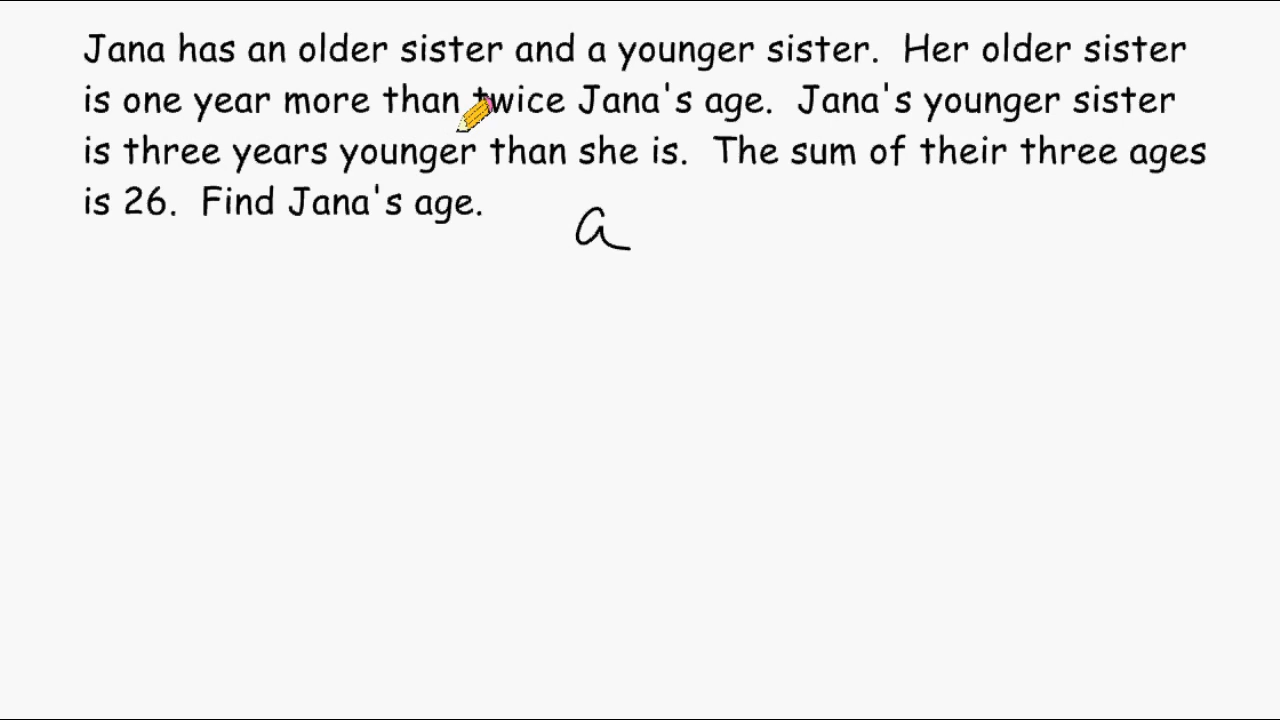 Jana has an older sister and a younger sister. Her older sister
is one year more than twice Jana's age. Jana's younger sister
is three years younger than she is. The sum of their three ages
is 26. Find Jana's age.
a